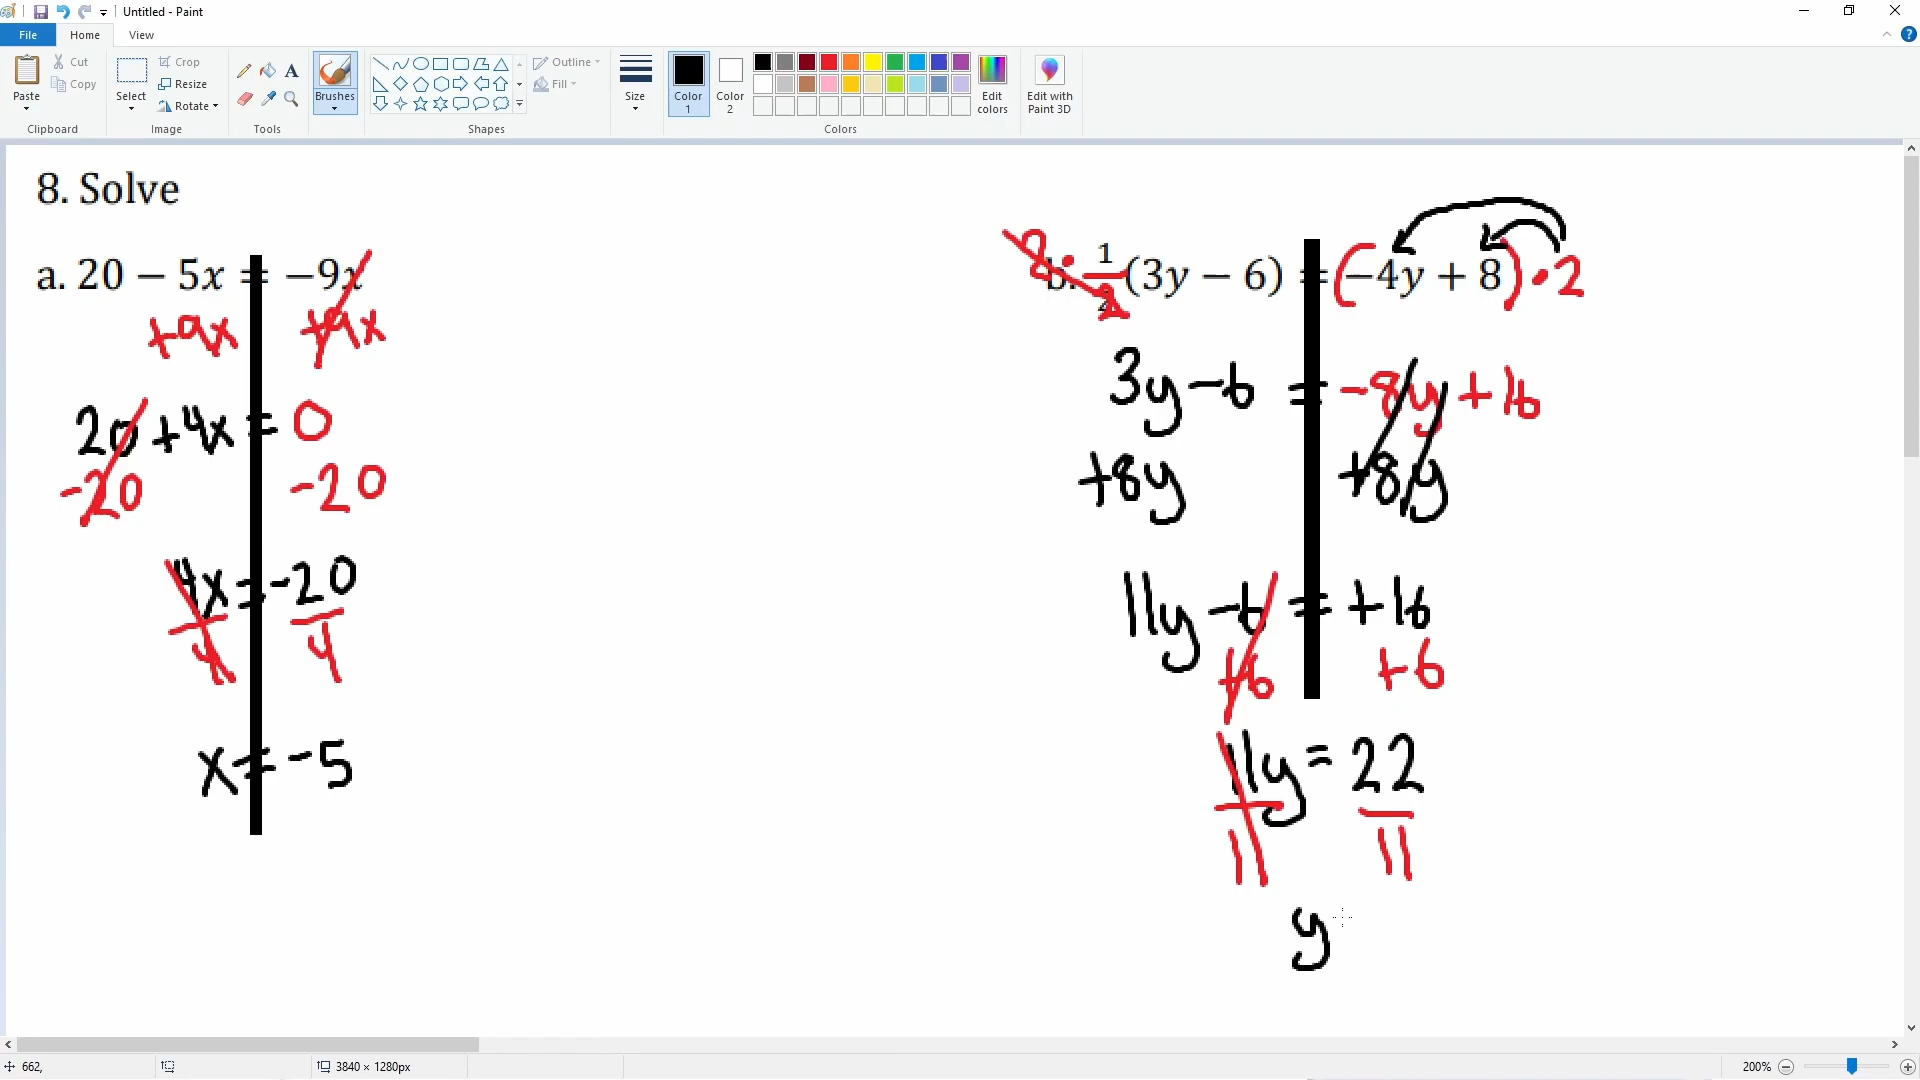 Untitled - Paint
File Home View
Paste
Cut
Copy
Clipboard
Select
Crop
Resize
Rotate
Image
A
Tools
Brushes
Outline
Fill
Shapes
Size
Color 1
Color 2
Edit colors
Colors
Edit with Paint 3D
8. Solve
a. 20 − 5x = −9x
+9x +9x
20 + 4x = 0
-20 -20
4x = -20
4 4
x = -5
2 • b. 1/2 (3y − 6) = (−4y + 8) • 2
3y - 6 = -8y + 16
+8y +8y
11y - 6 = +16
+6 +6
11y = 22
11 11
y
662,
3840 × 1280px
200%